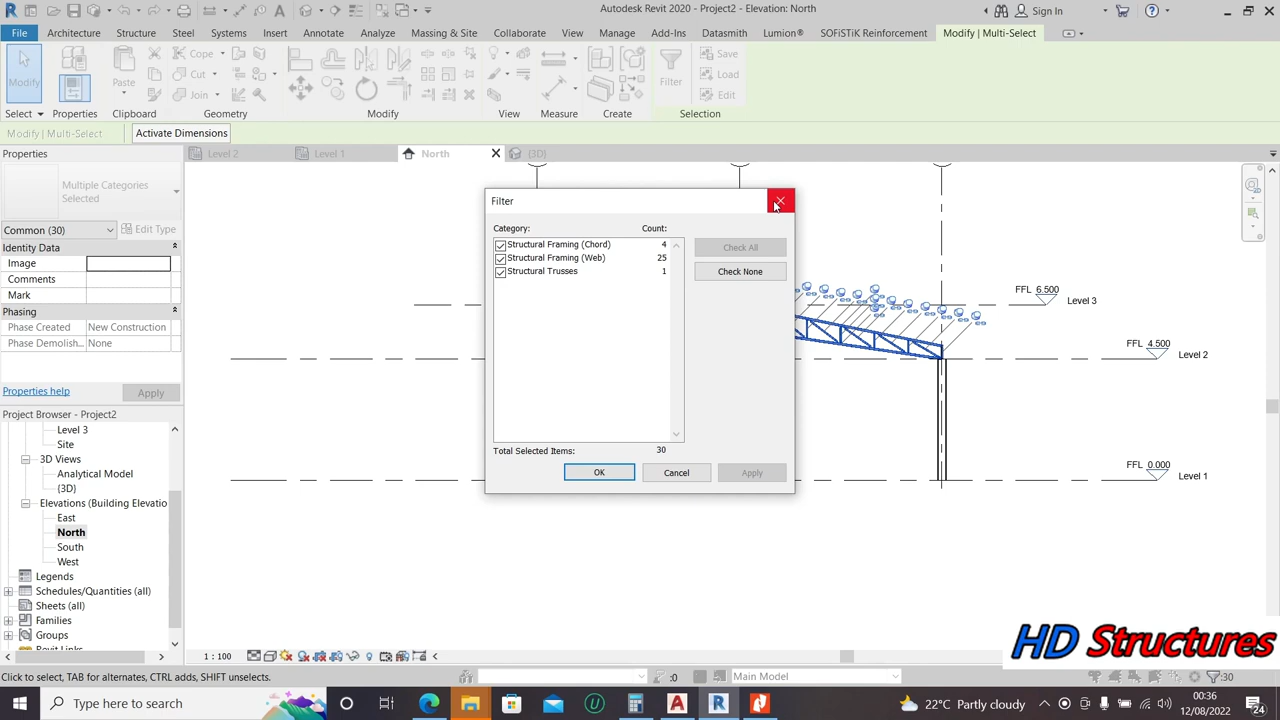 Autodesk Revit 2020 - Project2 - Elevation: North
Sign In
File Architecture Structure Steel Systems Insert Annotate Analyze Massing & Site Collaborate View Manage Add-Ins Datasmith Lumion® SOFiSTiK Reinforcement Modify | Multi-Select
Modify
Paste
Cope
Cut
Join
Filter
Save
Load
Edit
Select Properties Clipboard Geometry Modify View Measure Create Selection
Modify | Multi-Select Activate Dimensions
Properties
Level 2 Level 1 North (3D)
Multiple Categories
Selected
Common (30) Edit Type
Identity Data
Image
Comments
Mark
Phasing
Phase Created New Construction
Phase Demolish... None
Properties help Apply
Project Browser - Project2
Level 3
Site
3D Views
Analytical Model
(3D)
Elevations (Building Elevatio
East
North
South
West
Legends
Schedules/Quantities (all)
Sheets (all)
Families
Groups
Revit Links
Filter
Category: Count:
Structural Framing (Chord) 4
Structural Framing (Web) 25
Structural Trusses 1
Check All
Check None
Total Selected Items: 30
OK Cancel Apply
FFL 6.500 Level 3
FFL 4.500 Level 2
FFL 0.000 Level 1
HD Structures
1 : 100
Click to select, TAB for alternates, CTRL adds, SHIFT unselects.
:0
Main Model
:30
Type here to search
22°C Partly cloudy
00:36
12/08/2022
24